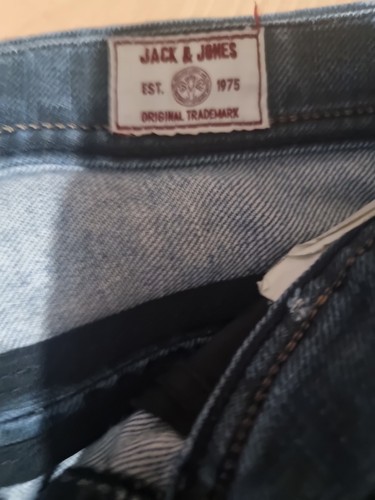 JACK & JONES
EST. 1975
ORIGINAL TRADEMARK